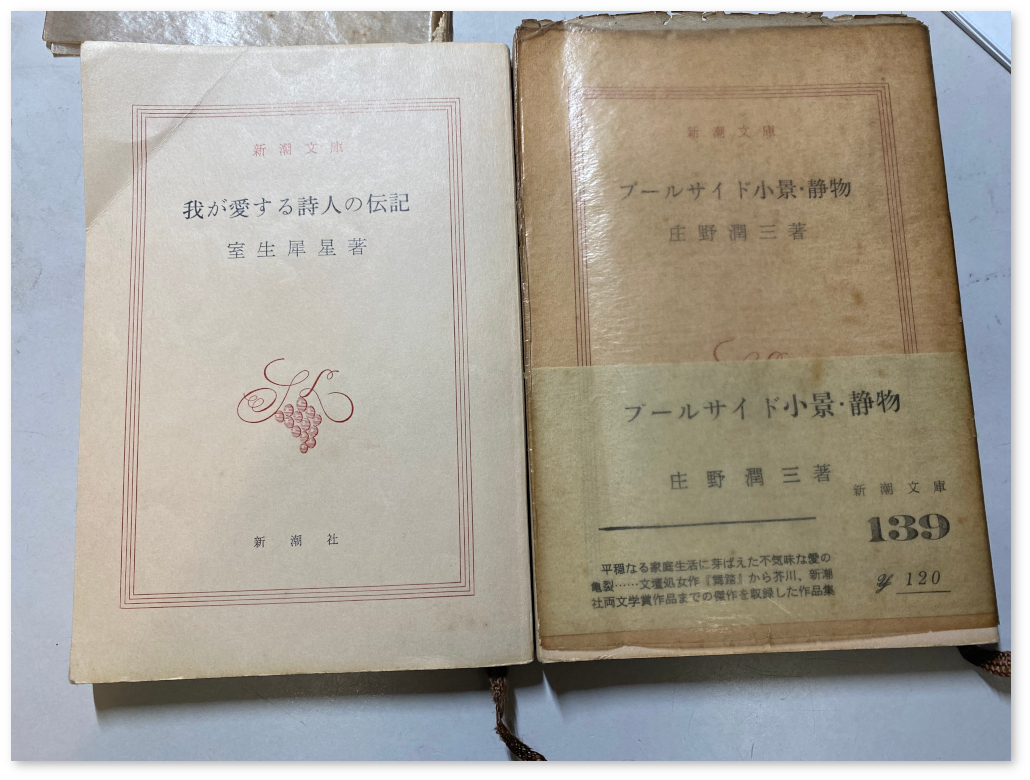 新潮文庫
我が愛する詩人の伝記
室生犀星著
新潮社
新潮文庫
プールサイド小景・静物
庄野潤三著
プールサイド小景・静物
庄野潤三著
新潮文庫
139
平穏なる家庭生活に芽ばえた不気味な愛の
亀裂……文壇処女作『舞踏』から芥川、新潮
社両文学賞作品までの傑作を収録した作品集
¥120